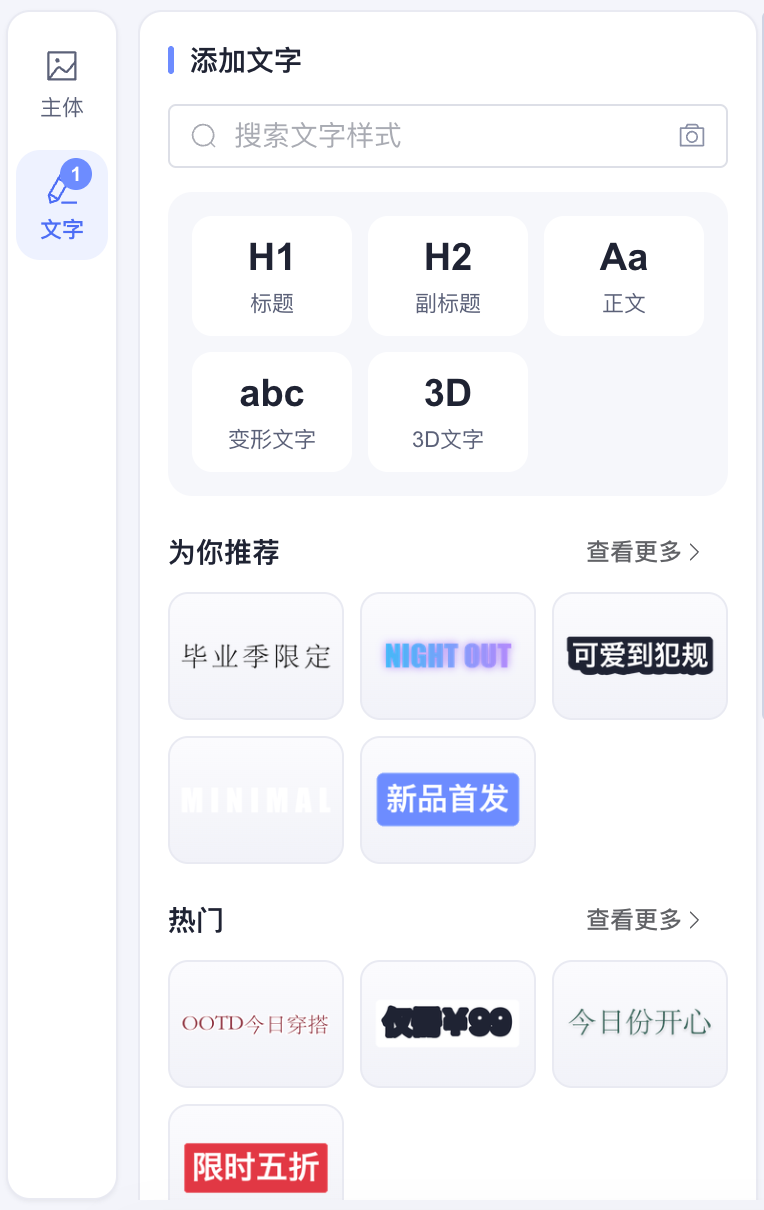 添加文字
主体
搜索文字样式
1
文字
H1 H2 Aa
标题 副标题 正文
abc 3D
变形文字 3D文字
为你推荐 查看更多
毕业季限定 NIGHT OUT 可爱到犯规
MINIMAL 新品首发
热门 查看更多
OOTD今日穿搭 仅需¥99 今日份开心
限时五折